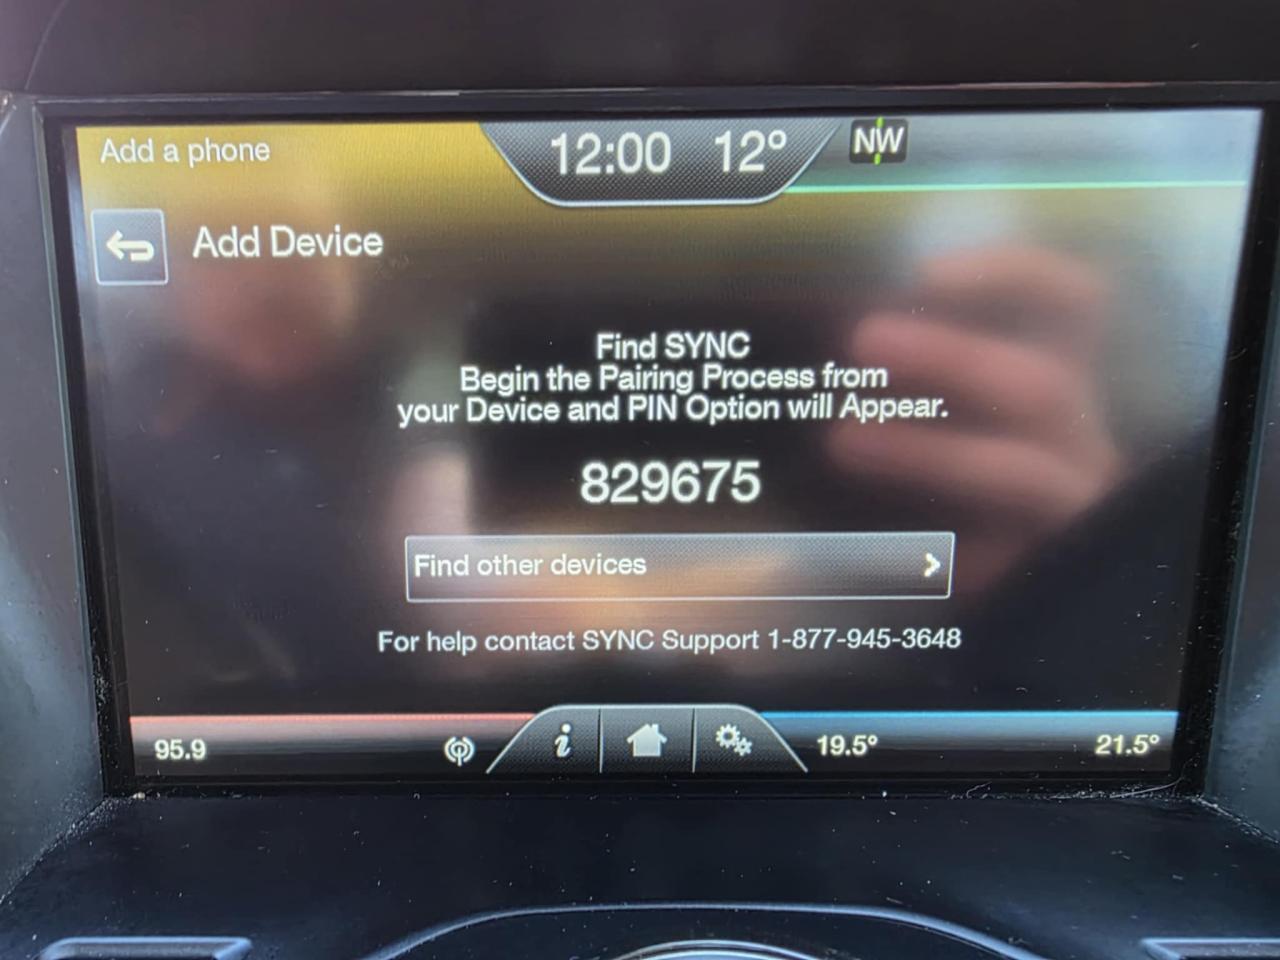 Add a phone
12:00 12° NW
Add Device
Find SYNC
Begin the Pairing Process from
your Device and PIN Option will Appear.
829675
Find other devices
For help contact SYNC Support 1-877-945-3648
95.9 i 19.5° 21.5°